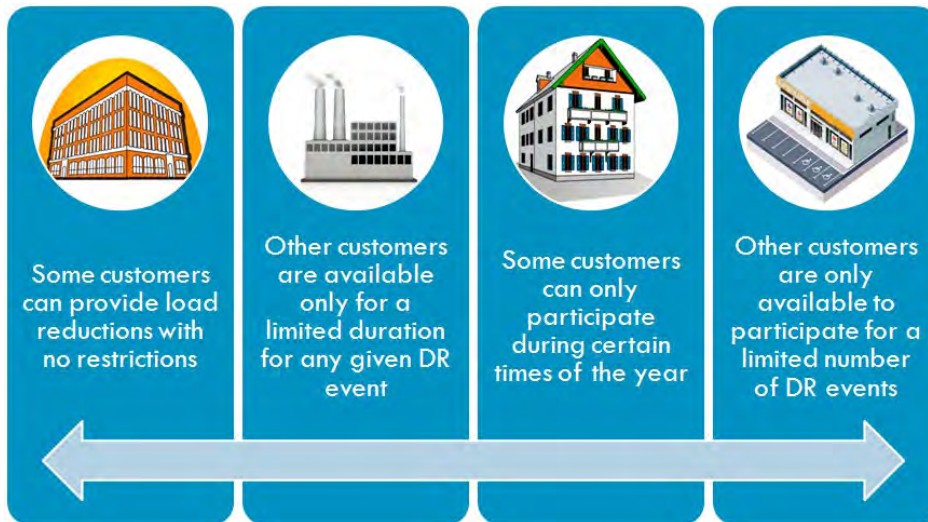 Some customers
can provide load
reductions with
no restrictions
Other customers
are available
only for a
limited duration
for any given DR
event
Some customers
can only
participate
during certain
times of the year
Other customers
are only
available to
participate for a
limited number
of DR events